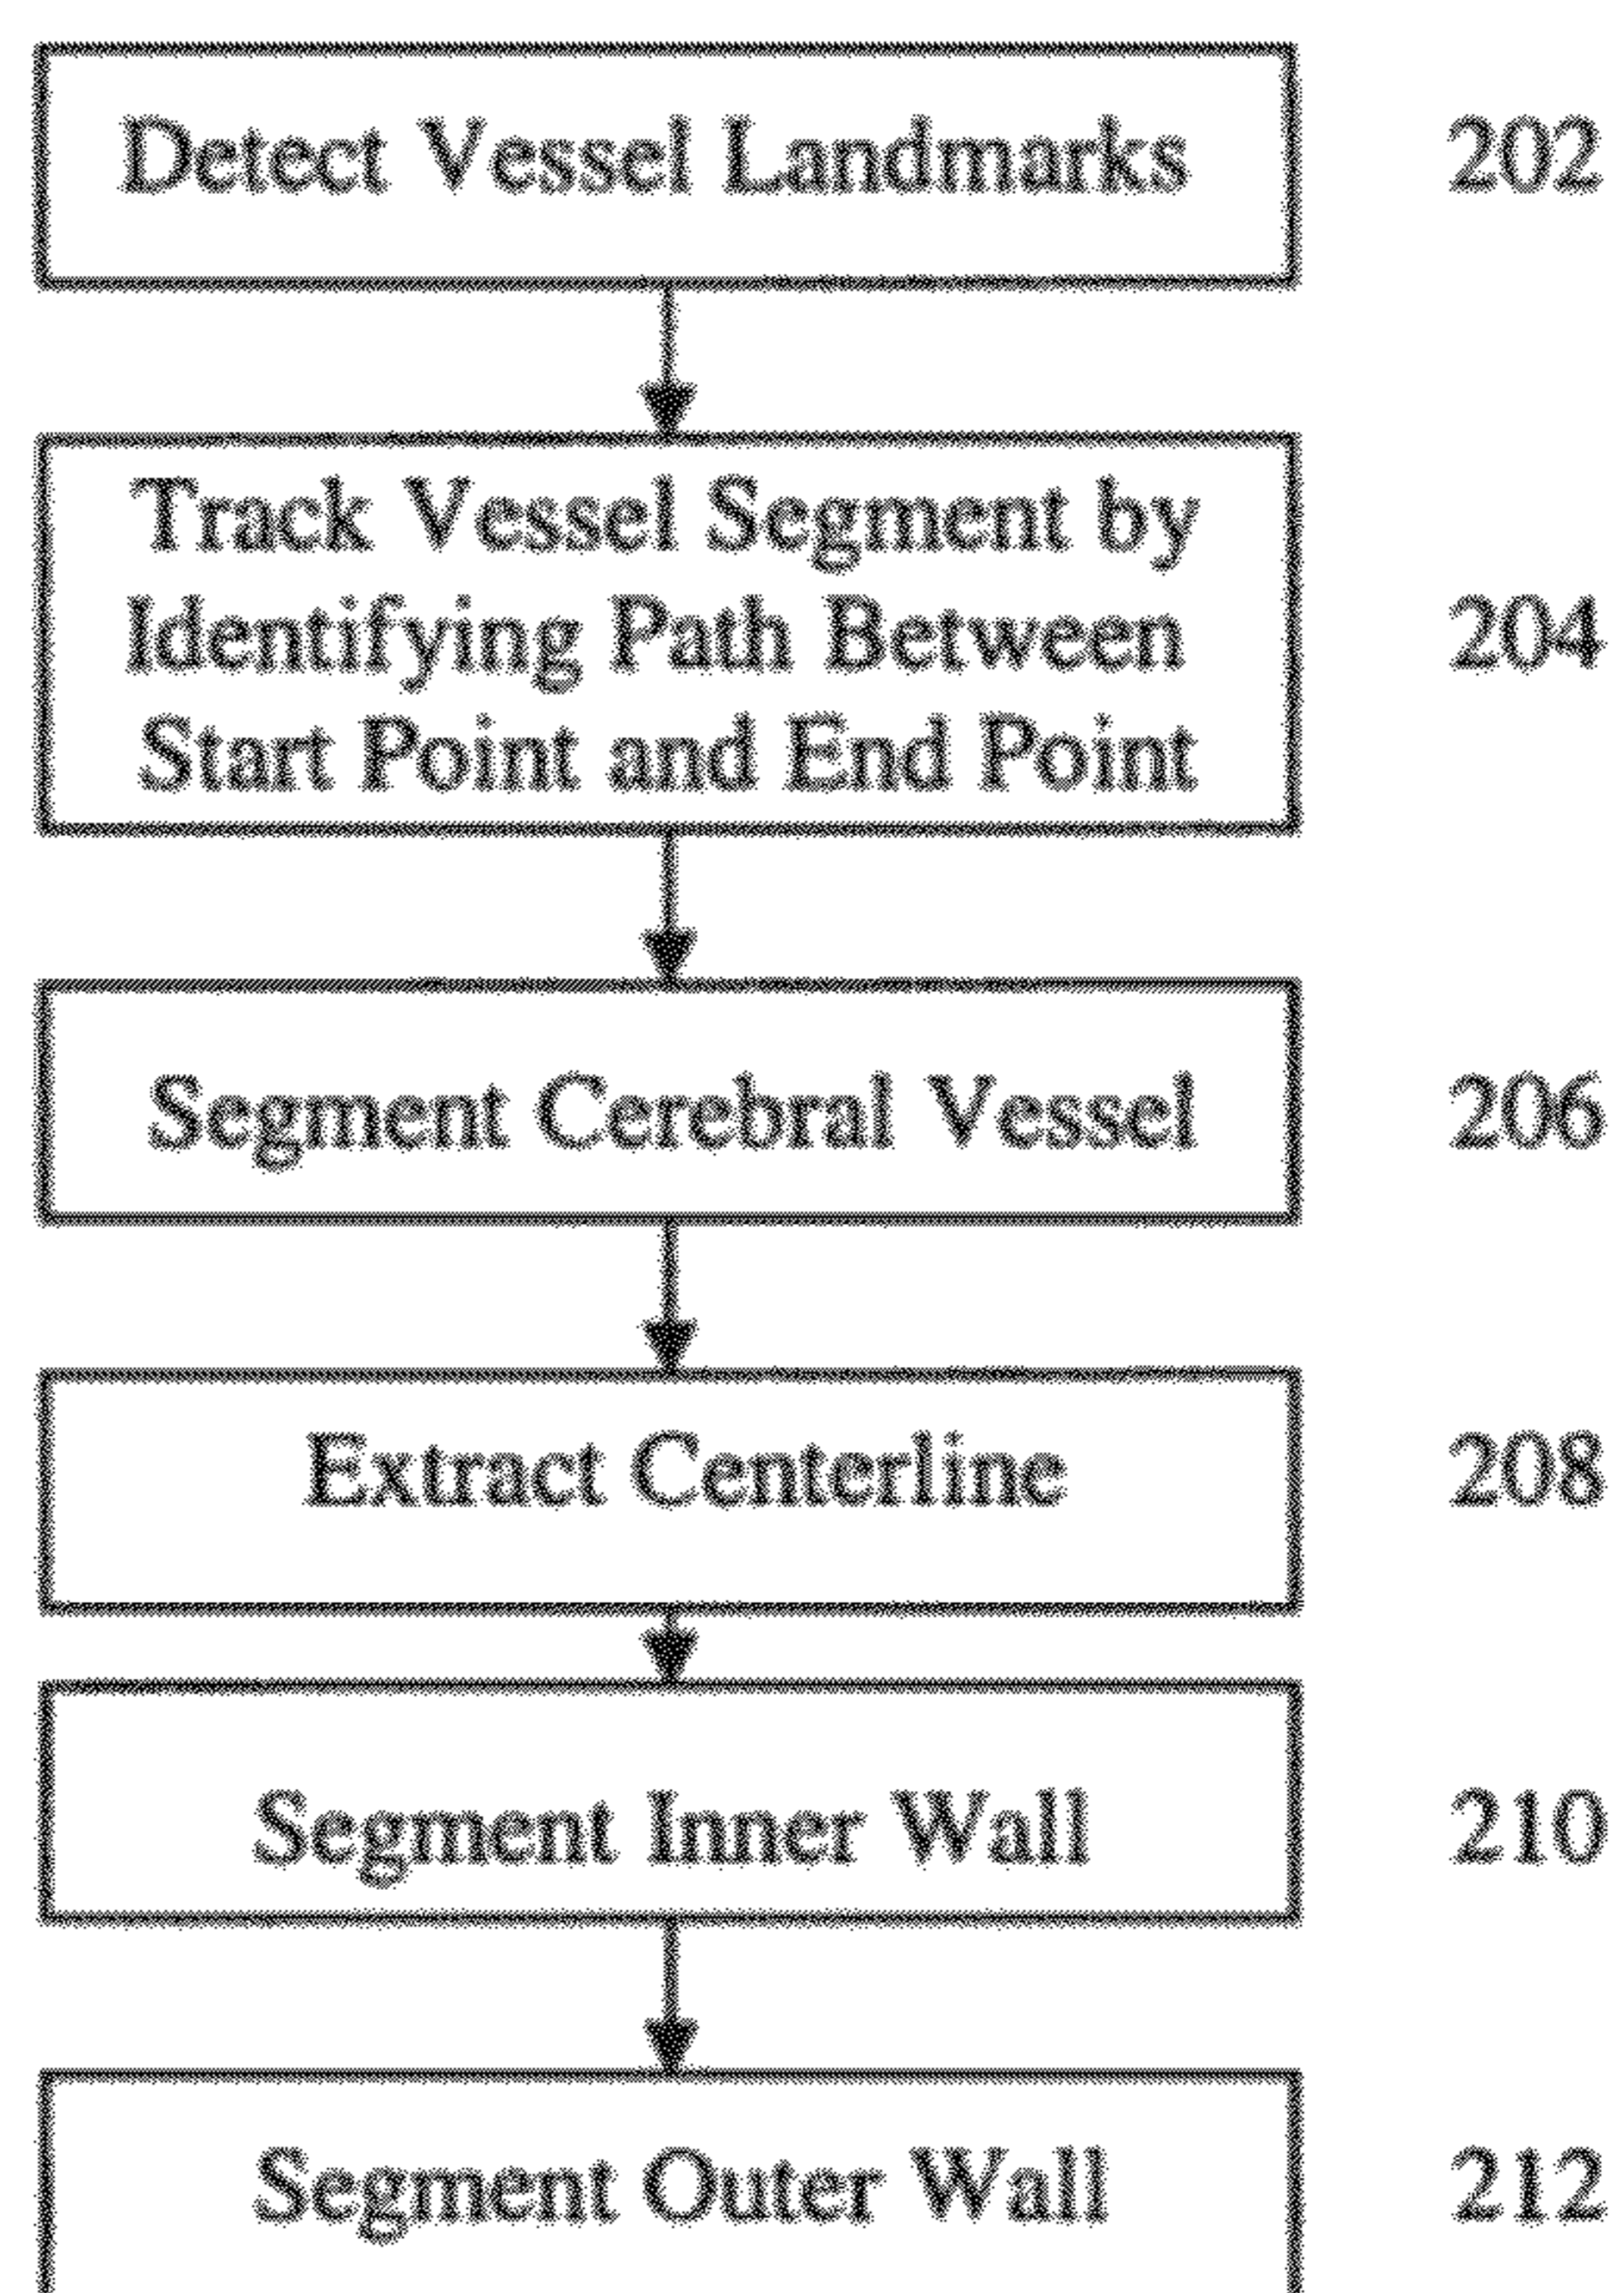 Detect Vessel Landmarks 202
Track Vessel Segment by
Identifying Path Between 204
Start Point and End Point
Segment Cerebral Vessel 206
Extract Centerline 208
Segment Inner Wall 210
Segment Outer Wall 212